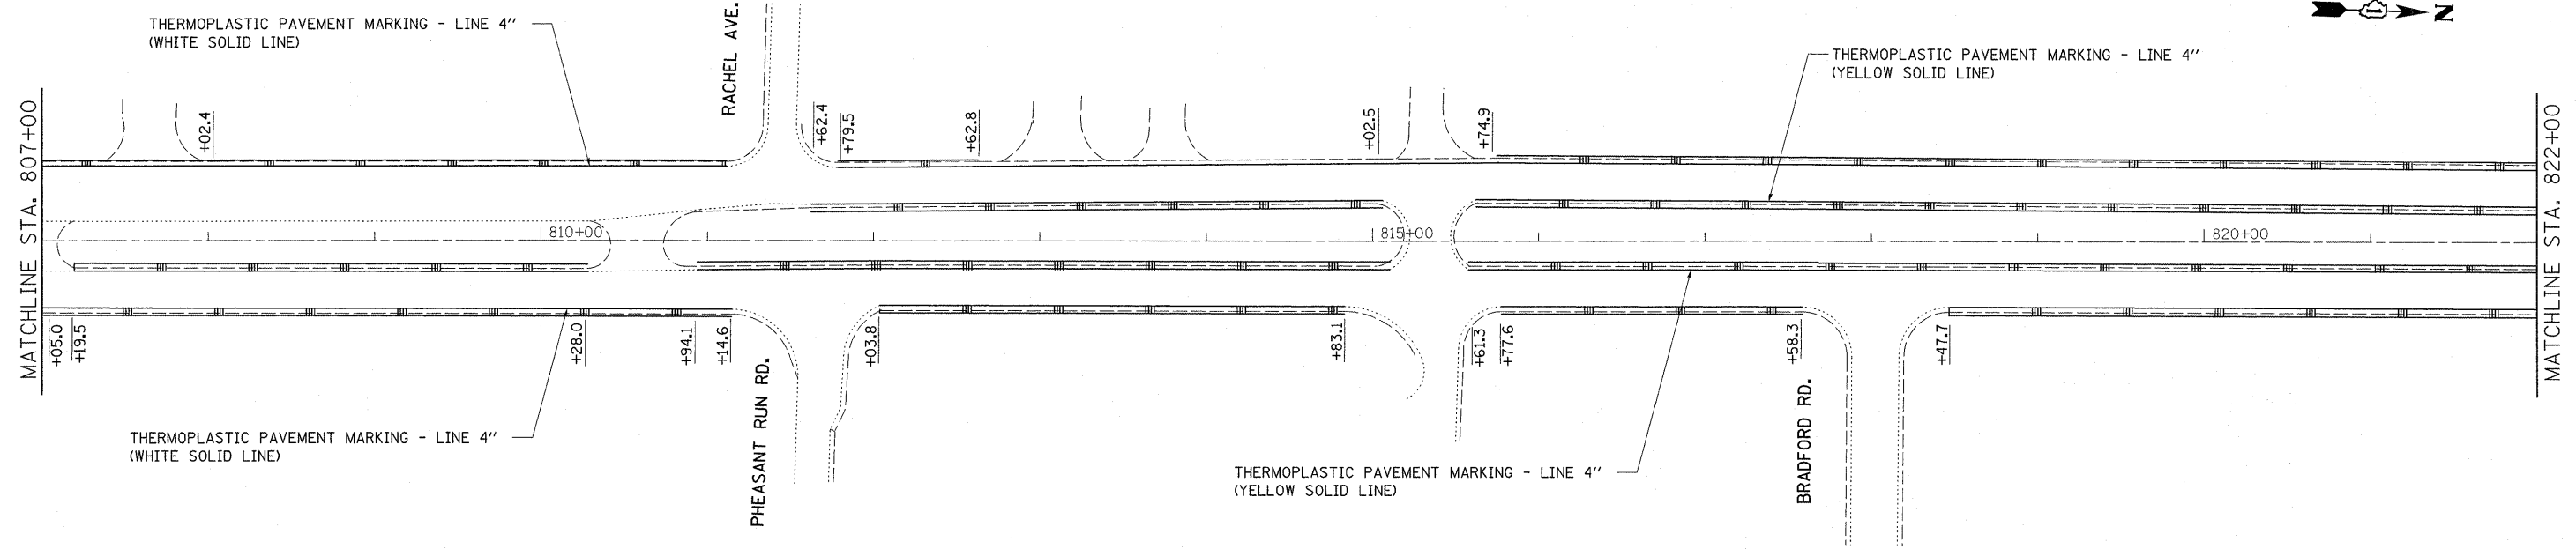 THERMOPLASTIC PAVEMENT MARKING - LINE 4"
(WHITE SOLID LINE)
RACHEL AVE.
N
THERMOPLASTIC PAVEMENT MARKING - LINE 4"
(YELLOW SOLID LINE)
MATCHLINE STA. 807+00
+02.4
+62.4
+79.5
+62.8
+02.5
+74.9
MATCHLINE STA. 822+00
810+00
815+00
820+00
+05.0
+19.5
+28.0
+94.1
+14.6
+03.8
+83.1
+61.3
+77.6
+58.3
+47.7
PHEASANT RUN RD.
BRADFORD RD.
THERMOPLASTIC PAVEMENT MARKING - LINE 4"
(WHITE SOLID LINE)
THERMOPLASTIC PAVEMENT MARKING - LINE 4"
(YELLOW SOLID LINE)